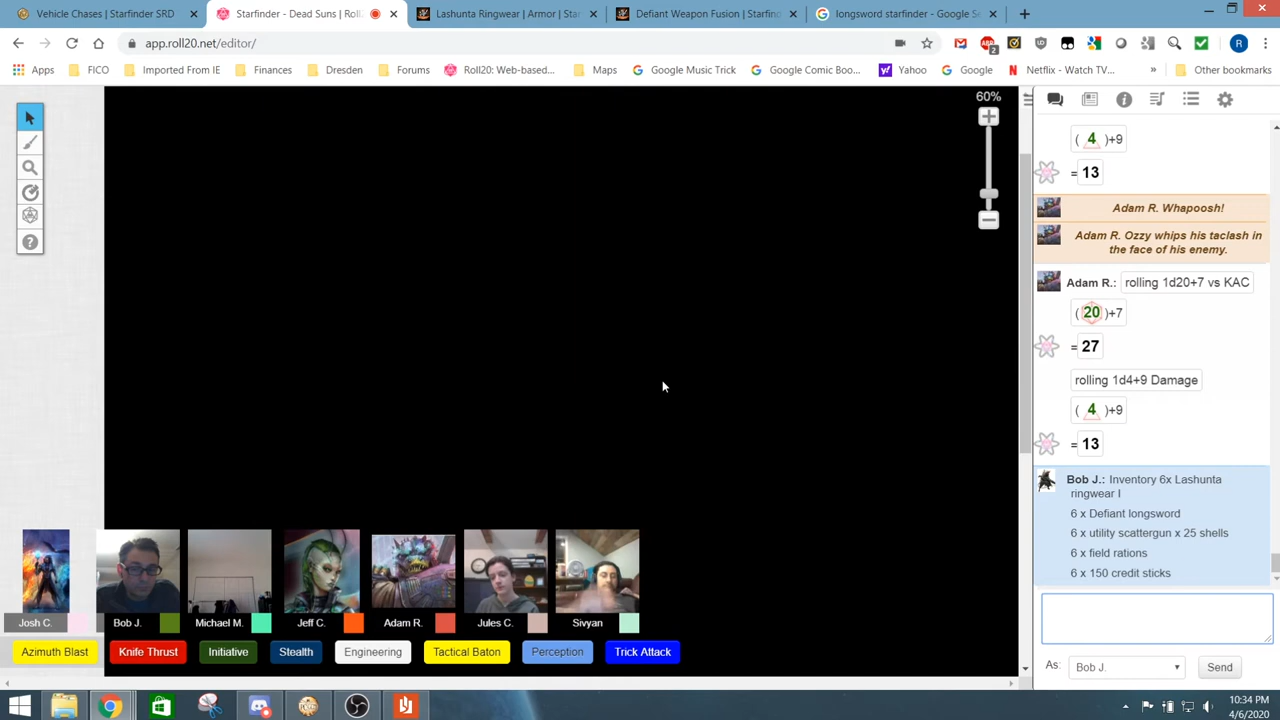 Vehicle Chases | Starfinder SRD
Starfinder - Dead Suns | Roll
Lashunta Ringwear | Armor | Star
Defiant Weapon Fusion | Starfind
longsword starfinder - Google Se
app.roll20.net/editor/
2
R
Apps
FICO
Imported From IE
Finances
Dresden
Forums
Roll20: Web-based...
Maps
Google Music Trick
Google Comic Boo...
Yahoo
Google
Netflix - Watch TV...
»
Other bookmarks
60%
( 4 )+9
= 13
Adam R. Whapoosh!
Adam R. Ozzy whips his taclash in
the face of his enemy.
Adam R.: rolling 1d20+7 vs KAC
( 20 )+7
= 27
rolling 1d4+9 Damage
( 4 )+9
= 13
Bob J.: Inventory 6x Lashunta
ringwear I
6 x Defiant longsword
6 x utility scattergun x 25 shells
6 x field rations
6 x 150 credit sticks
As: Bob J. Send
Josh C. Bob J. Michael M. Jeff C. Adam R. Jules C. Sivyan
Azimuth Blast Knife Thrust Initiative Stealth Engineering Tactical Baton Perception Trick Attack
10:34 PM
4/6/2020